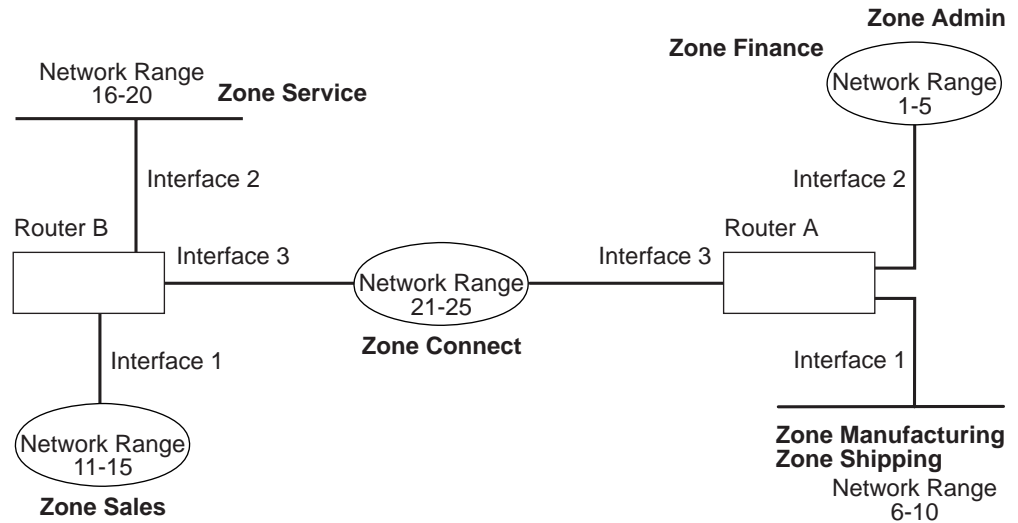 Zone Admin
Zone Finance
Network Range
1-5
Network Range
16-20
Zone Service
Interface 2
Interface 2
Router B
Router A
Interface 3
Interface 3
Network Range
21-25
Zone Connect
Interface 1
Interface 1
Network Range
11-15
Zone Sales
Zone Manufacturing
Zone Shipping
Network Range
6-10